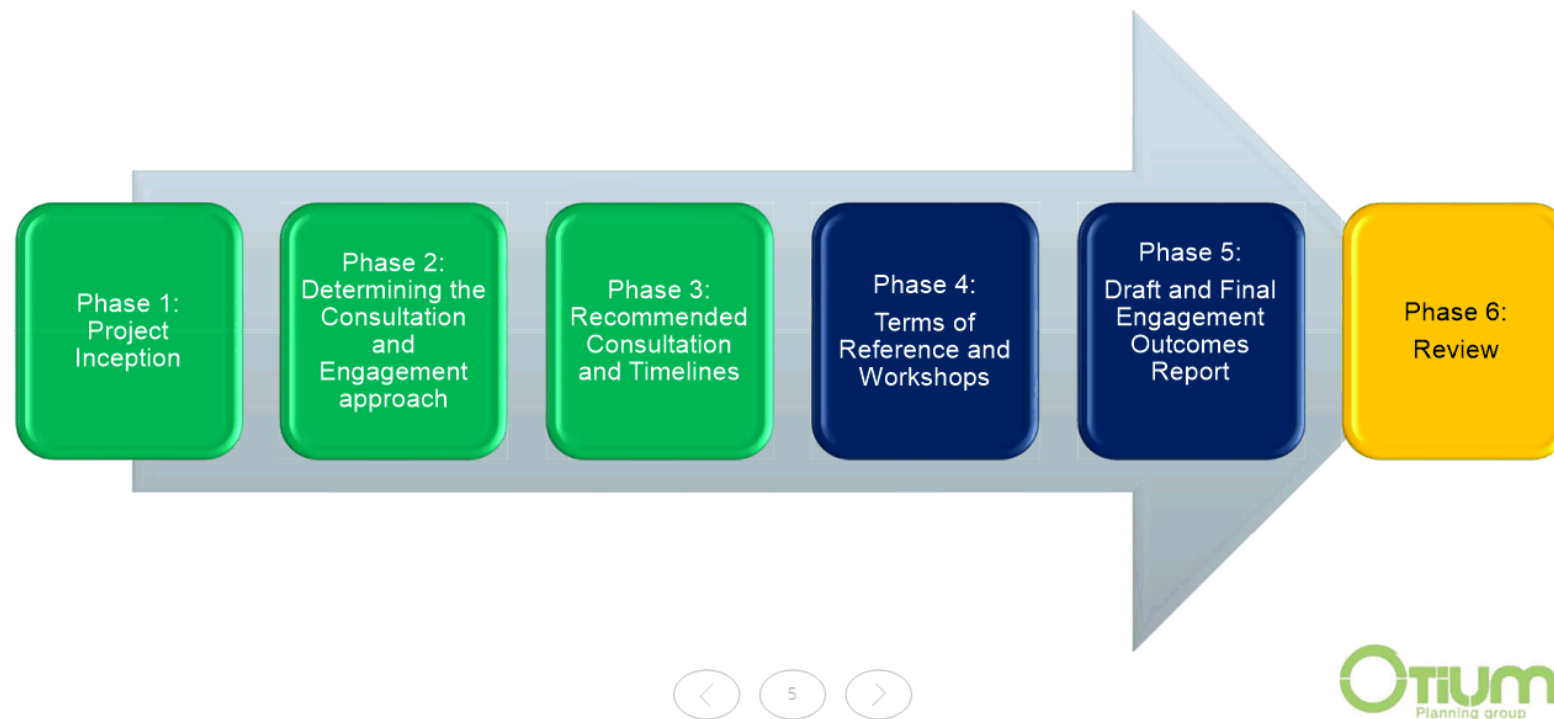 Phase 1:
Project
Inception
Phase 2:
Determining the
Consultation
and
Engagement
approach
Phase 3:
Recommended
Consultation
and Timelines
Phase 4:
Terms of
Reference and
Workshops
Phase 5:
Draft and Final
Engagement
Outcomes
Report
Phase 6:
Review
5
OTiUM
Planning group